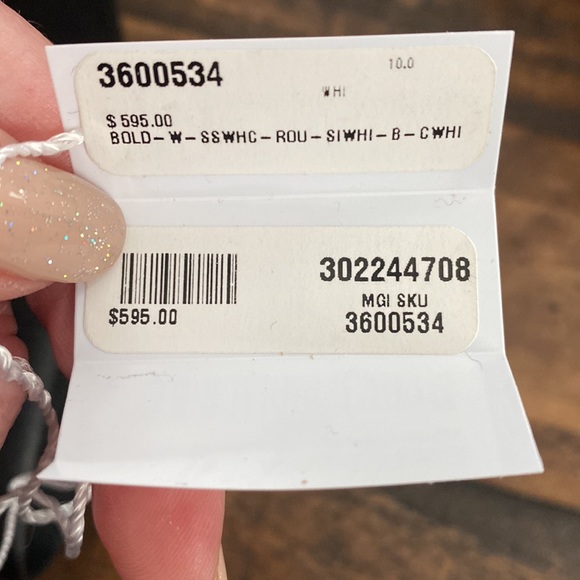 3600534
10.0
WHI
$ 595.00
BOLD-W-SSWHC-ROU-SIWHI-B-CWHI
302244708
MGI SKU
$595.00
3600534